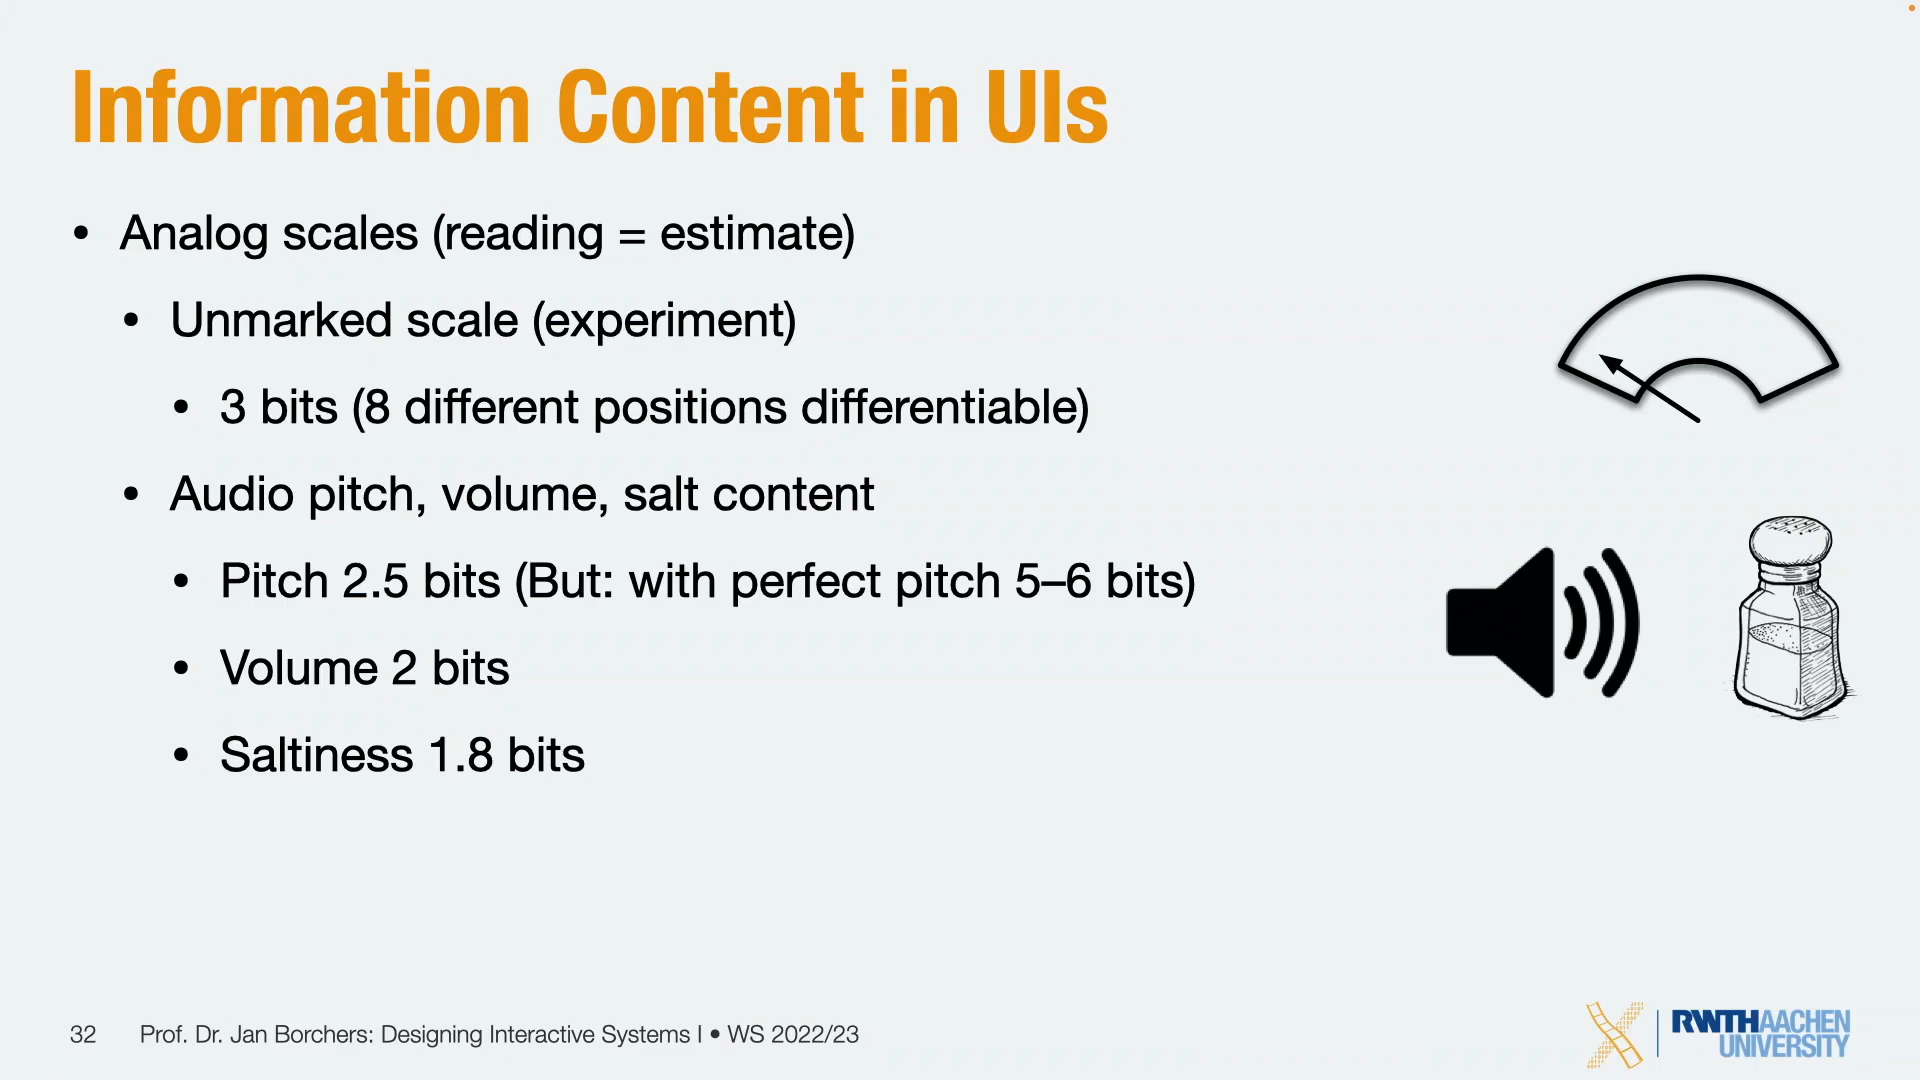 Information Content in UIs
• Analog scales (reading = estimate)
• Unmarked scale (experiment)
• 3 bits (8 different positions differentiable)
• Audio pitch, volume, salt content
• Pitch 2.5 bits (But: with perfect pitch 5–6 bits)
• Volume 2 bits
• Saltiness 1.8 bits
32 Prof. Dr. Jan Borchers: Designing Interactive Systems I • WS 2022/23
RWTHAACHEN
UNIVERSITY